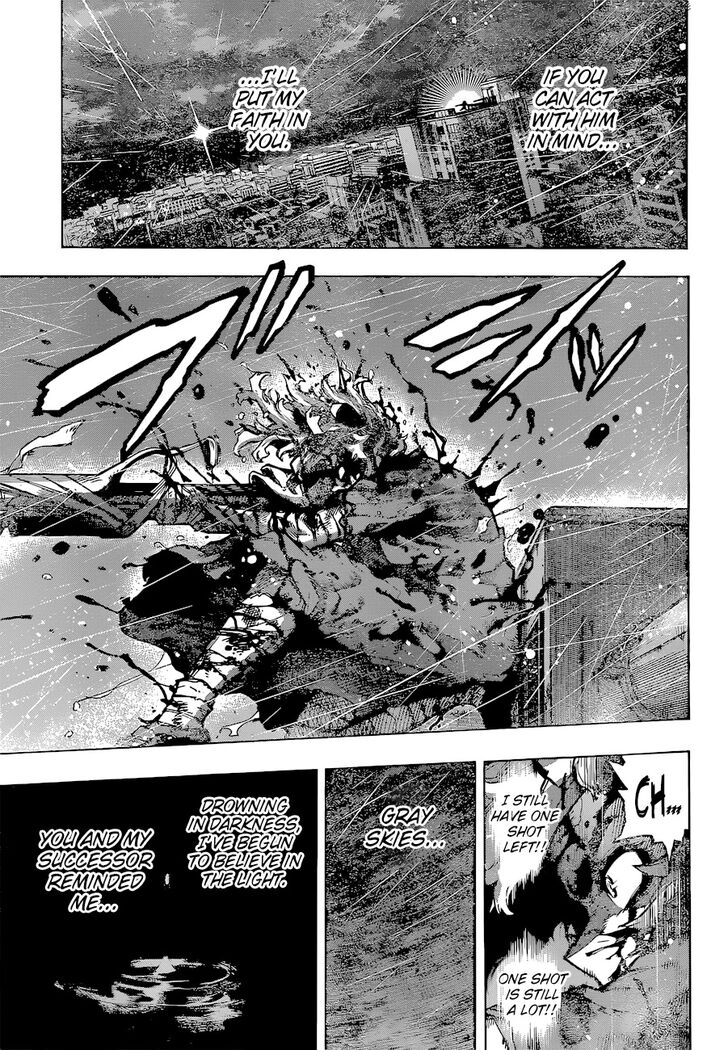 IF YOU
CAN ACT
WITH HIM
IN MIND...
...I'LL
PUT MY
FAITH IN
YOU.
ブブッ
CH...
I STILL
HAVE ONE
SHOT
LEFT!!
ONE SHOT
IS STILL
A LOT!!
GRAY
SKIES...
DROWNING
IN DARKNESS,
I'VE BEGUN
TO BELIEVE IN
THE LIGHT.
YOU AND MY
SUCCESSOR
REMINDED
ME...